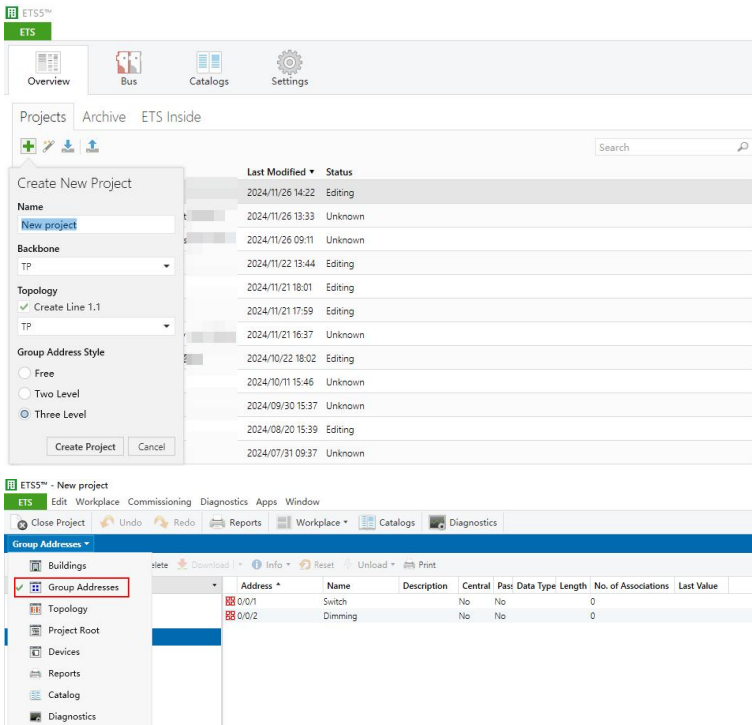 ETS5™
ETS
Overview Bus Catalogs Settings
Projects Archive ETS Inside
Search
Create New Project
Name
New project
Backbone
TP
Topology
Create Line 1.1
TP
Group Address Style
Free
Two Level
Three Level
Create Project Cancel
Last Modified Status
2024/11/26 14:22 Editing
2024/11/26 13:33 Unknown
2024/11/26 09:11 Unknown
2024/11/22 13:44 Editing
2024/11/21 18:01 Editing
2024/11/21 17:59 Editing
2024/11/21 16:37 Unknown
2024/10/22 18:02 Editing
2024/10/11 15:46 Unknown
2024/09/30 15:37 Unknown
2024/08/20 15:39 Editing
2024/07/31 09:37 Unknown
ETS5™ - New project
ETS Edit Workplace Commissioning Diagnostics Apps Window
Close Project Undo Redo Reports Workplace Catalogs Diagnostics
Group Addresses
elete Download Info Reset Unload Print
Buildings
Group Addresses
Topology
Project Root
Devices
Reports
Catalog
Diagnostics
Address Name Description Central Pass Data Type Length No. of Associations Last Value
0/0/1 Switch No No 0
0/0/2 Dimming No No 0